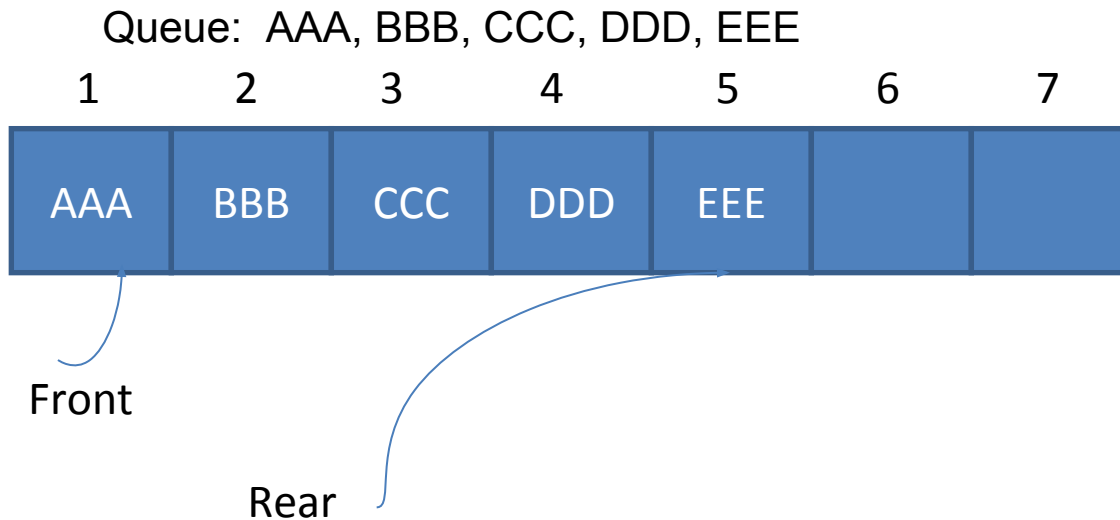 Queue: AAA, BBB, CCC, DDD, EEE
1 2 3 4 5 6 7
AAA BBB CCC DDD EEE
Front
Rear